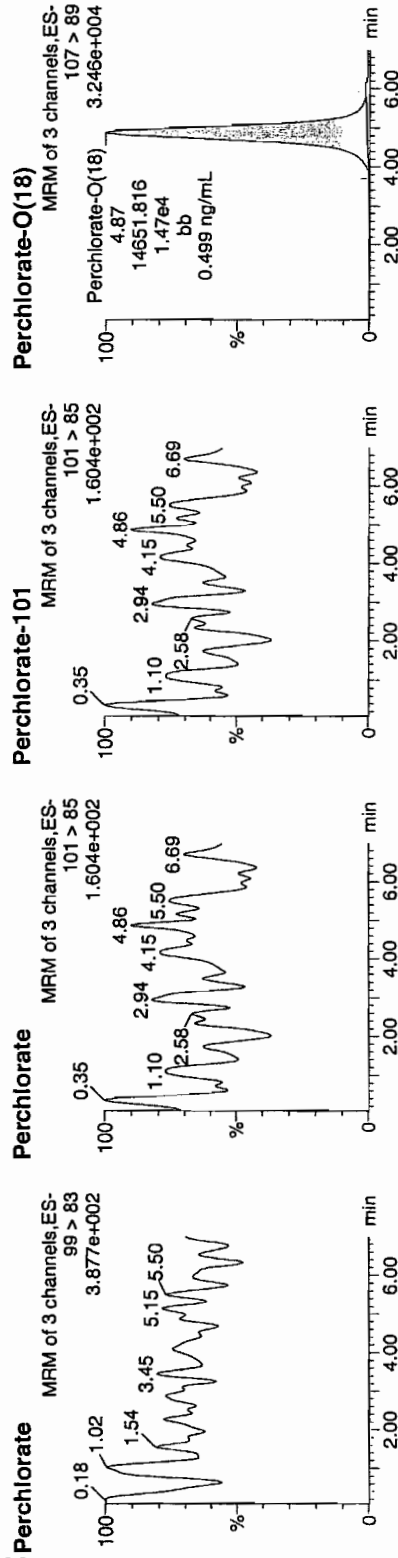 Perchlorate
MRM of 3 channels,ES-
99 > 83
3.877e+002
100
0.18
1.02
1.54
3.45
5.15
5.50
%
0
2.00
4.00
6.00
min
Perchlorate
MRM of 3 channels,ES-
101 > 85
1.604e+002
100
0.35
1.10
2.58
2.94
4.15
4.86
5.50
6.69
%
0
2.00
4.00
6.00
min
Perchlorate-101
MRM of 3 channels,ES-
101 > 85
1.604e+002
100
0.35
1.10
2.58
2.94
4.15
4.86
5.50
6.69
%
0
2.00
4.00
6.00
min
Perchlorate-O(18)
MRM of 3 channels,ES-
107 > 89
3.246e+004
100
Perchlorate-O(18)
4.87
14651.816
1.47e4
bb
0.499 ng/mL
%
0
2.00
4.00
6.00
min